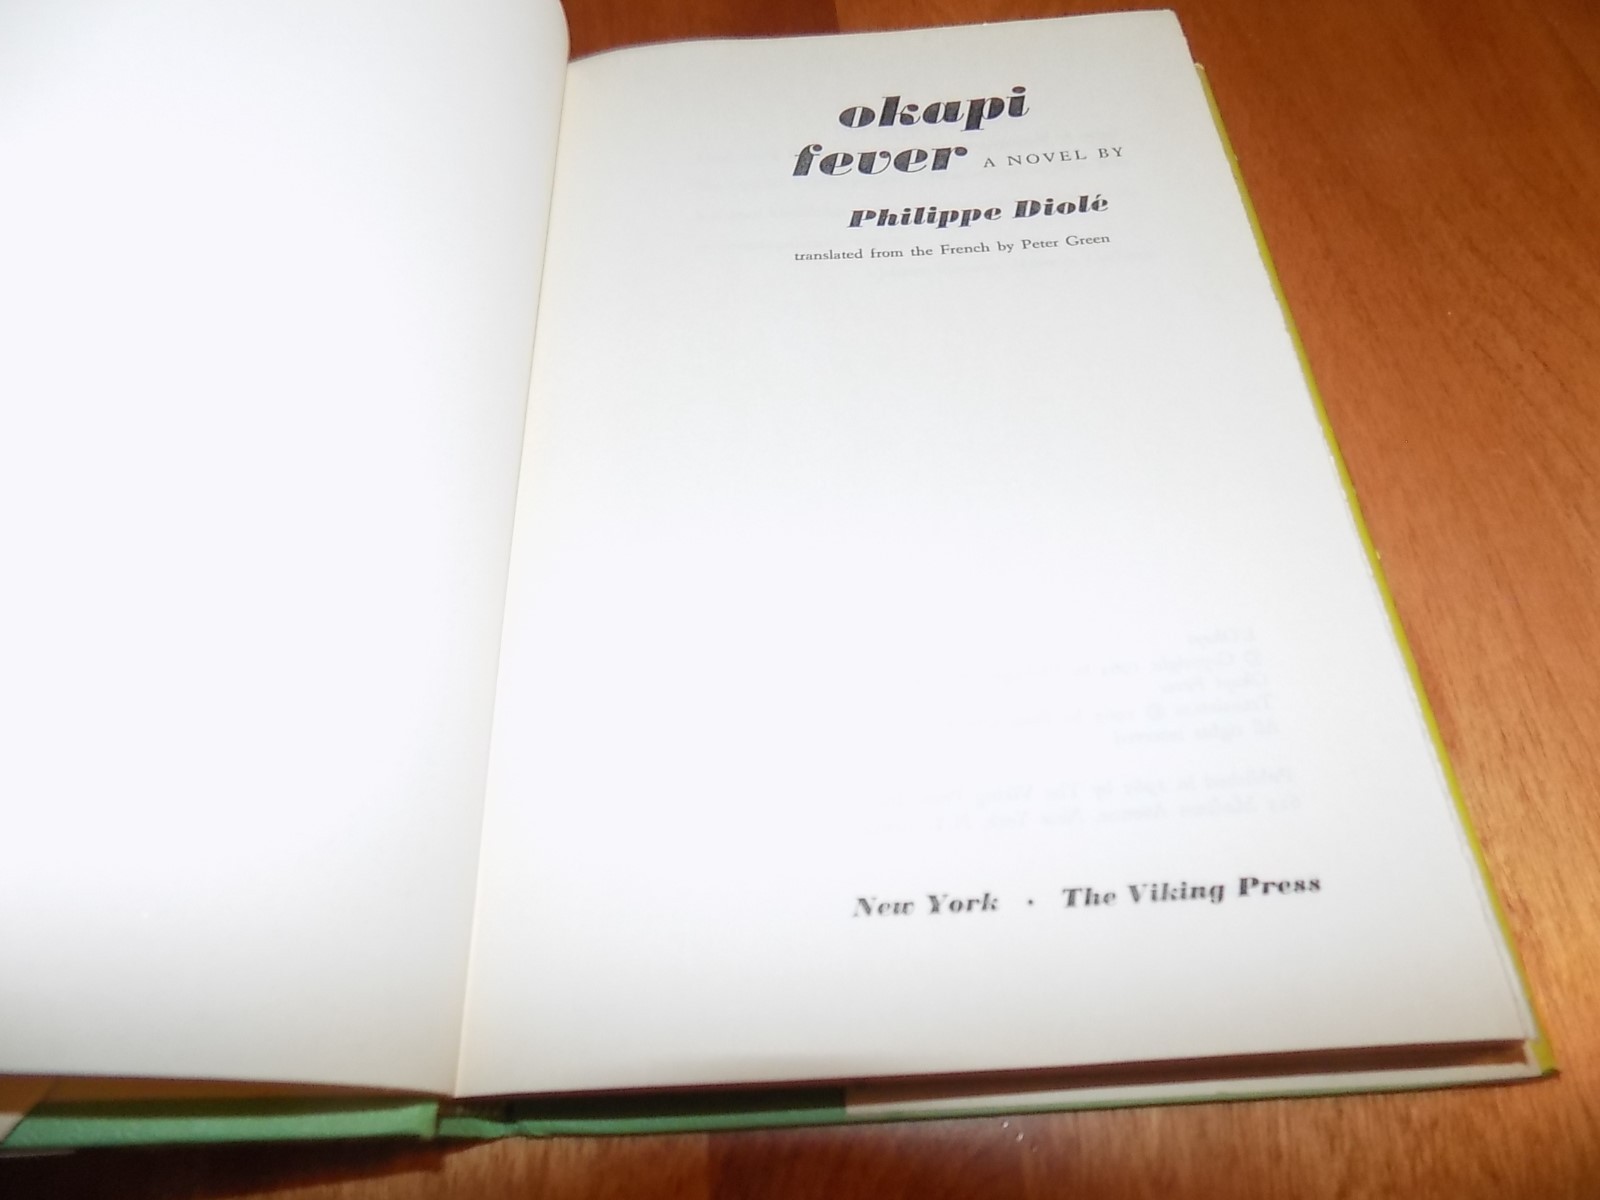 okapi
fever A NOVEL BY
Philippe Diolé
translated from the French by Peter Green
New York • The Viking Press